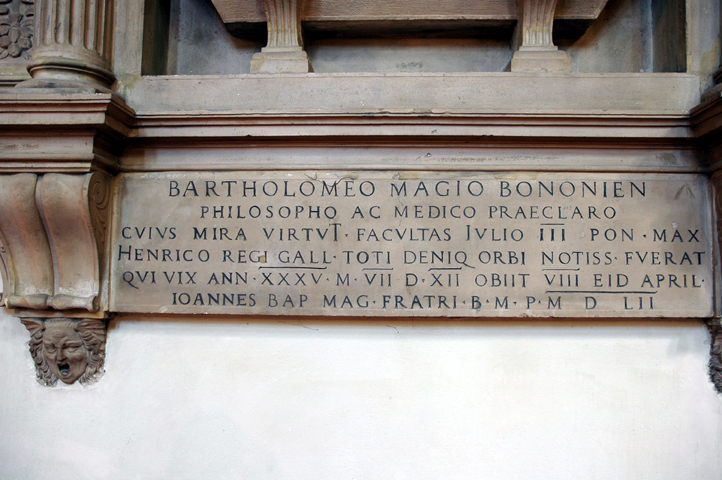 BARTHOLOMEO MAGIO BONONIEN
PHILOSOPHO AC MEDICO PRAECLARO
CVIVS MIRA VIRTVT · FACVLTAS IVLIO III PON · MAX
HENRICO REGI GALL · TOTI DENIQ ORBI NOTISS · FVERAT
QVI VIX ANN · XXXV · M · VII D · XII OBIIT VIII EID APRIL ·
IOANNES BAP MAG · FRATRI · B · M · P · M D LII